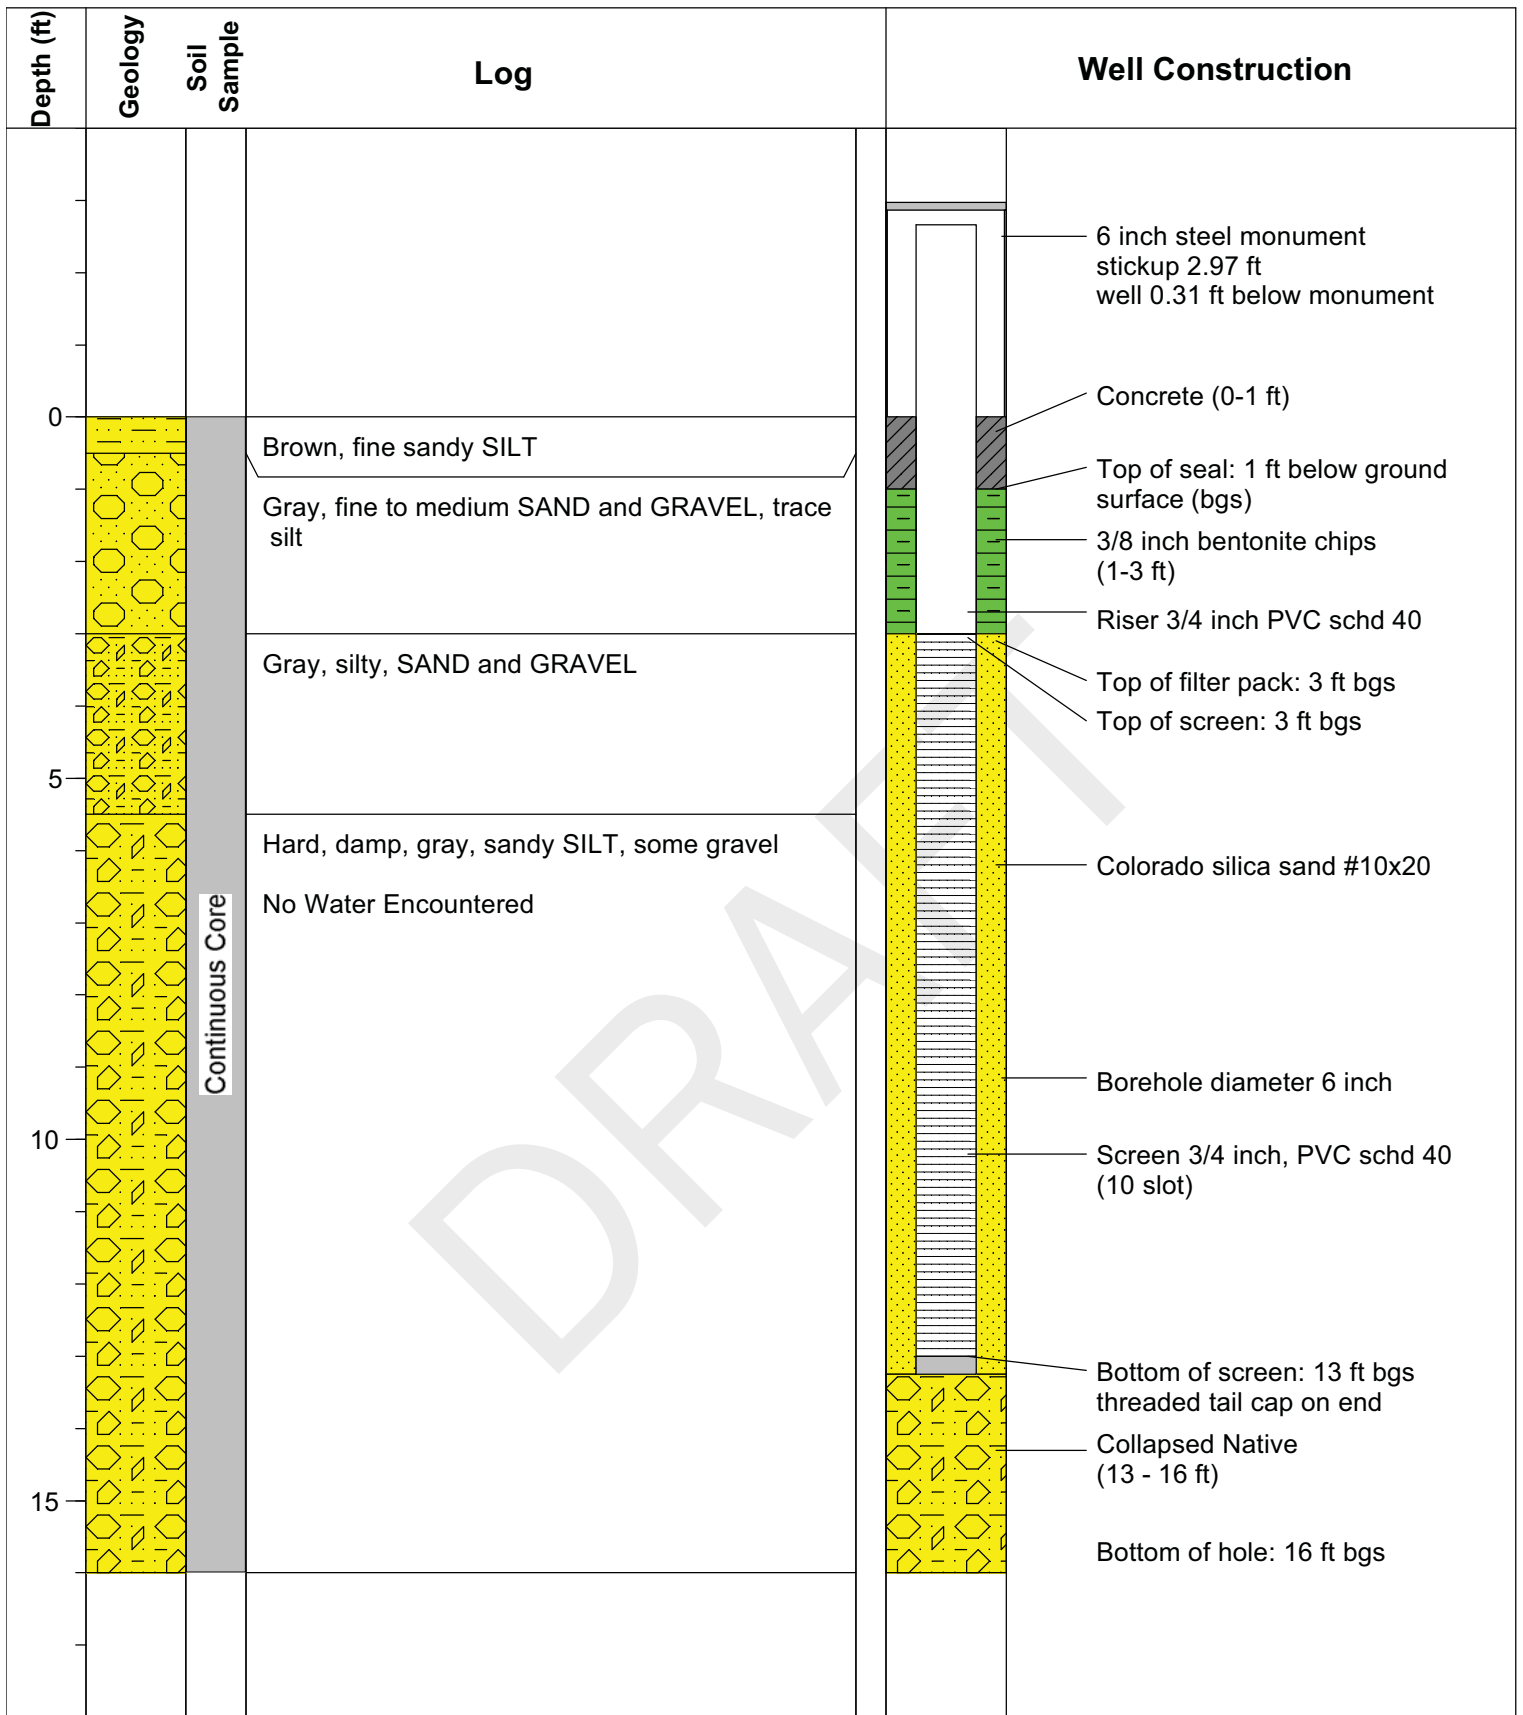 Depth (ft)
Geology
Soil
Sample
Log
Well Construction
6 inch steel monument
stickup 2.97 ft
well 0.31 ft below monument
Concrete (0-1 ft)
0
Brown, fine sandy SILT
Top of seal: 1 ft below ground
surface (bgs)
Gray, fine to medium SAND and GRAVEL, trace
silt
3/8 inch bentonite chips
(1-3 ft)
Riser 3/4 inch PVC schd 40
Gray, silty, SAND and GRAVEL
Top of filter pack: 3 ft bgs
Top of screen: 3 ft bgs
5
Hard, damp, gray, sandy SILT, some gravel
Colorado silica sand #10x20
No Water Encountered
Continuous Core
DRAFT
Borehole diameter 6 inch
10
Screen 3/4 inch, PVC schd 40
(10 slot)
Bottom of screen: 13 ft bgs
threaded tail cap on end
Collapsed Native
(13 - 16 ft)
15
Bottom of hole: 16 ft bgs